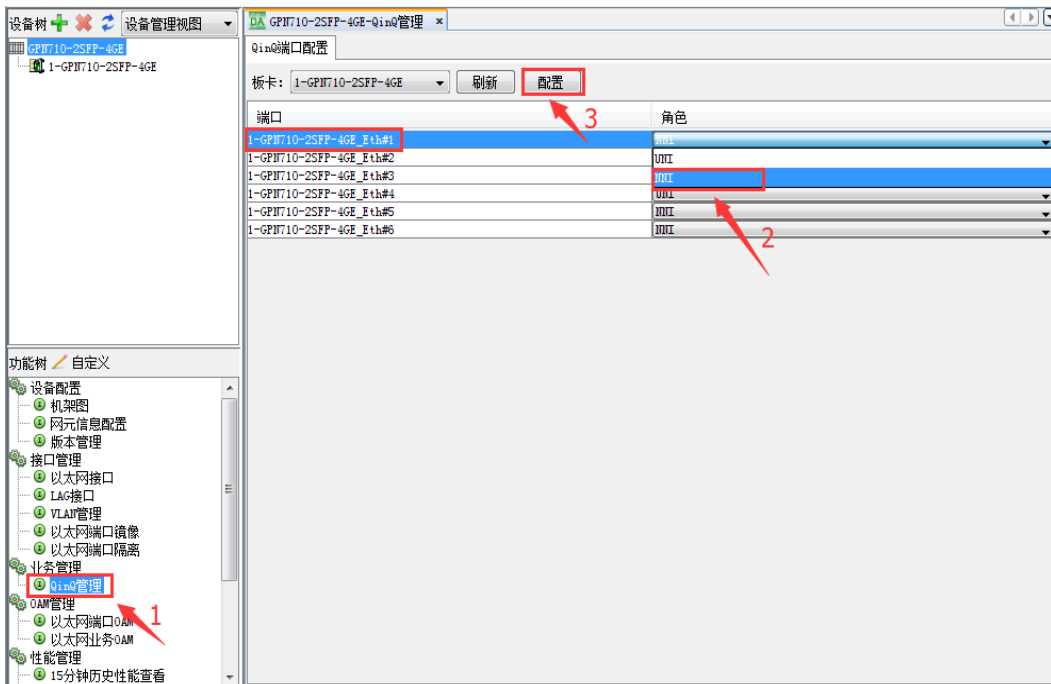 设备树 设备管理视图
GPN710-2SFP-4GE
1-GPN710-2SFP-4GE
功能树 自定义
设备配置
机架图
网元信息配置
版本管理
接口管理
以太网接口
LAG接口
VLAN管理
以太网端口镜像
以太网端口隔离
业务管理
QinQ管理
1
OAM管理
以太网端口OAM
以太网业务OAM
性能管理
15分钟历史性能查看
DA GPN710-2SFP-4GE-QinQ管理 ×
QinQ端口配置
板卡: 1-GPN710-2SFP-4GE 刷新 配置
3
端口 角色
1-GPN710-2SFP-4GE_Eth#1 NNI
1-GPN710-2SFP-4GE_Eth#2 UNI
1-GPN710-2SFP-4GE_Eth#3 NNI
1-GPN710-2SFP-4GE_Eth#4 UNI
1-GPN710-2SFP-4GE_Eth#5 NNI
1-GPN710-2SFP-4GE_Eth#6 NNI
2